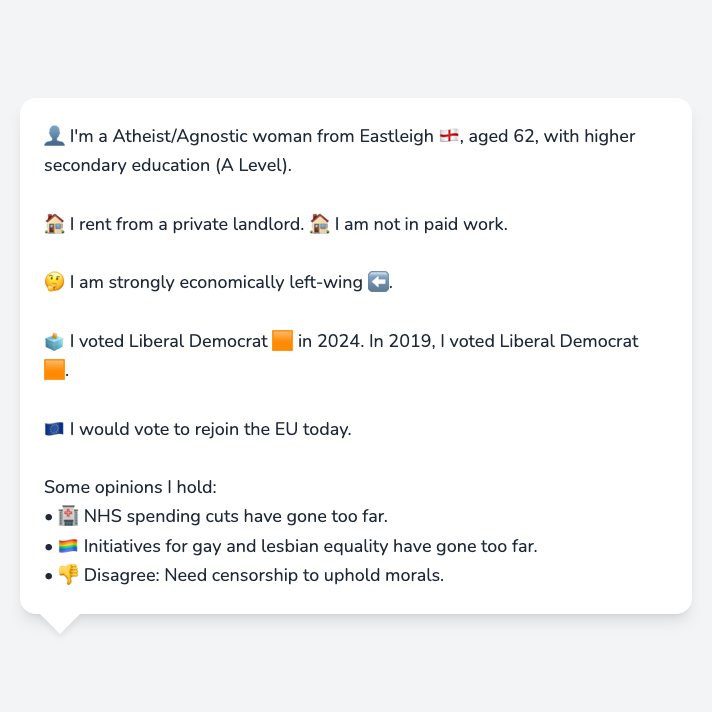 👤 I'm a Atheist/Agnostic woman from Eastleigh 🏴󠁧󠁢󠁥󠁮󠁧󠁿, aged 62, with higher
secondary education (A Level).
🏠 I rent from a private landlord. 🏠 I am not in paid work.
🤔 I am strongly economically left-wing ⬅️.
🗳️ I voted Liberal Democrat 🟧 in 2024. In 2019, I voted Liberal Democrat
🟧.
🇪🇺 I would vote to rejoin the EU today.
Some opinions I hold:
• 🏥 NHS spending cuts have gone too far.
• 🏳️‍🌈 Initiatives for gay and lesbian equality have gone too far.
• 👎 Disagree: Need censorship to uphold morals.